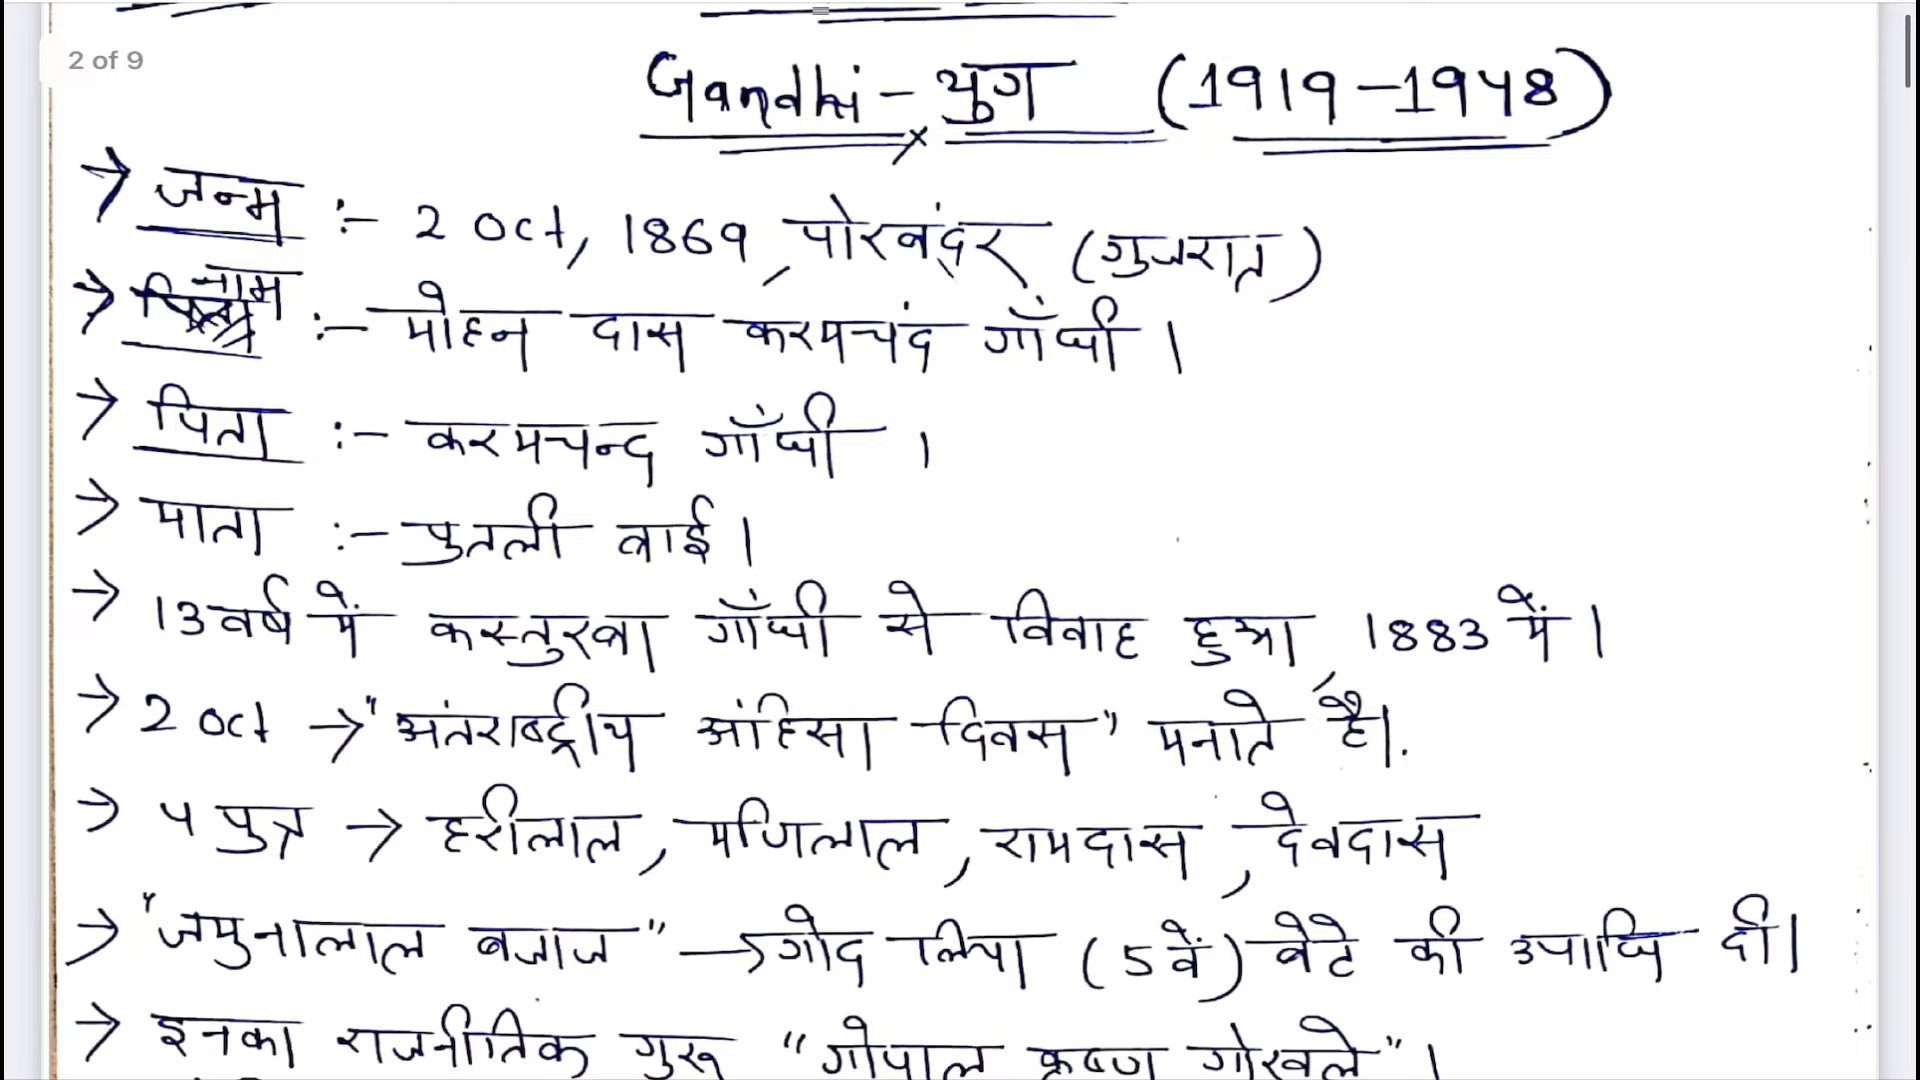 2 of 9
Gandhi - युग (1919-1948)
→ जन्म :- 2 Oct, 1869, पोरबंदर (गुजरात)
→ नाम :- मोहन दास करमचंद गाँधी ।
→ पिता :- करमचन्द गाँधी ।
→ माता :- पुतली बाई ।
→ 13 वर्ष में कस्तुरबा गाँधी से विवाह हुआ, 1883 में ।
→ 2 Oct → "अंतराष्ट्रीय अंहिसा दिवस" मनाते है।.
→ 4 पुत्र → हरीलाल, मणिलाल, रामदास, देवदास
→ "जमुनालाल बजाज" → गोद लिया (5वें) बेटे की उपाधि दी।
→ इनका राजनीतिक गुरू "गोपाल कृष्ण गोखले" ।